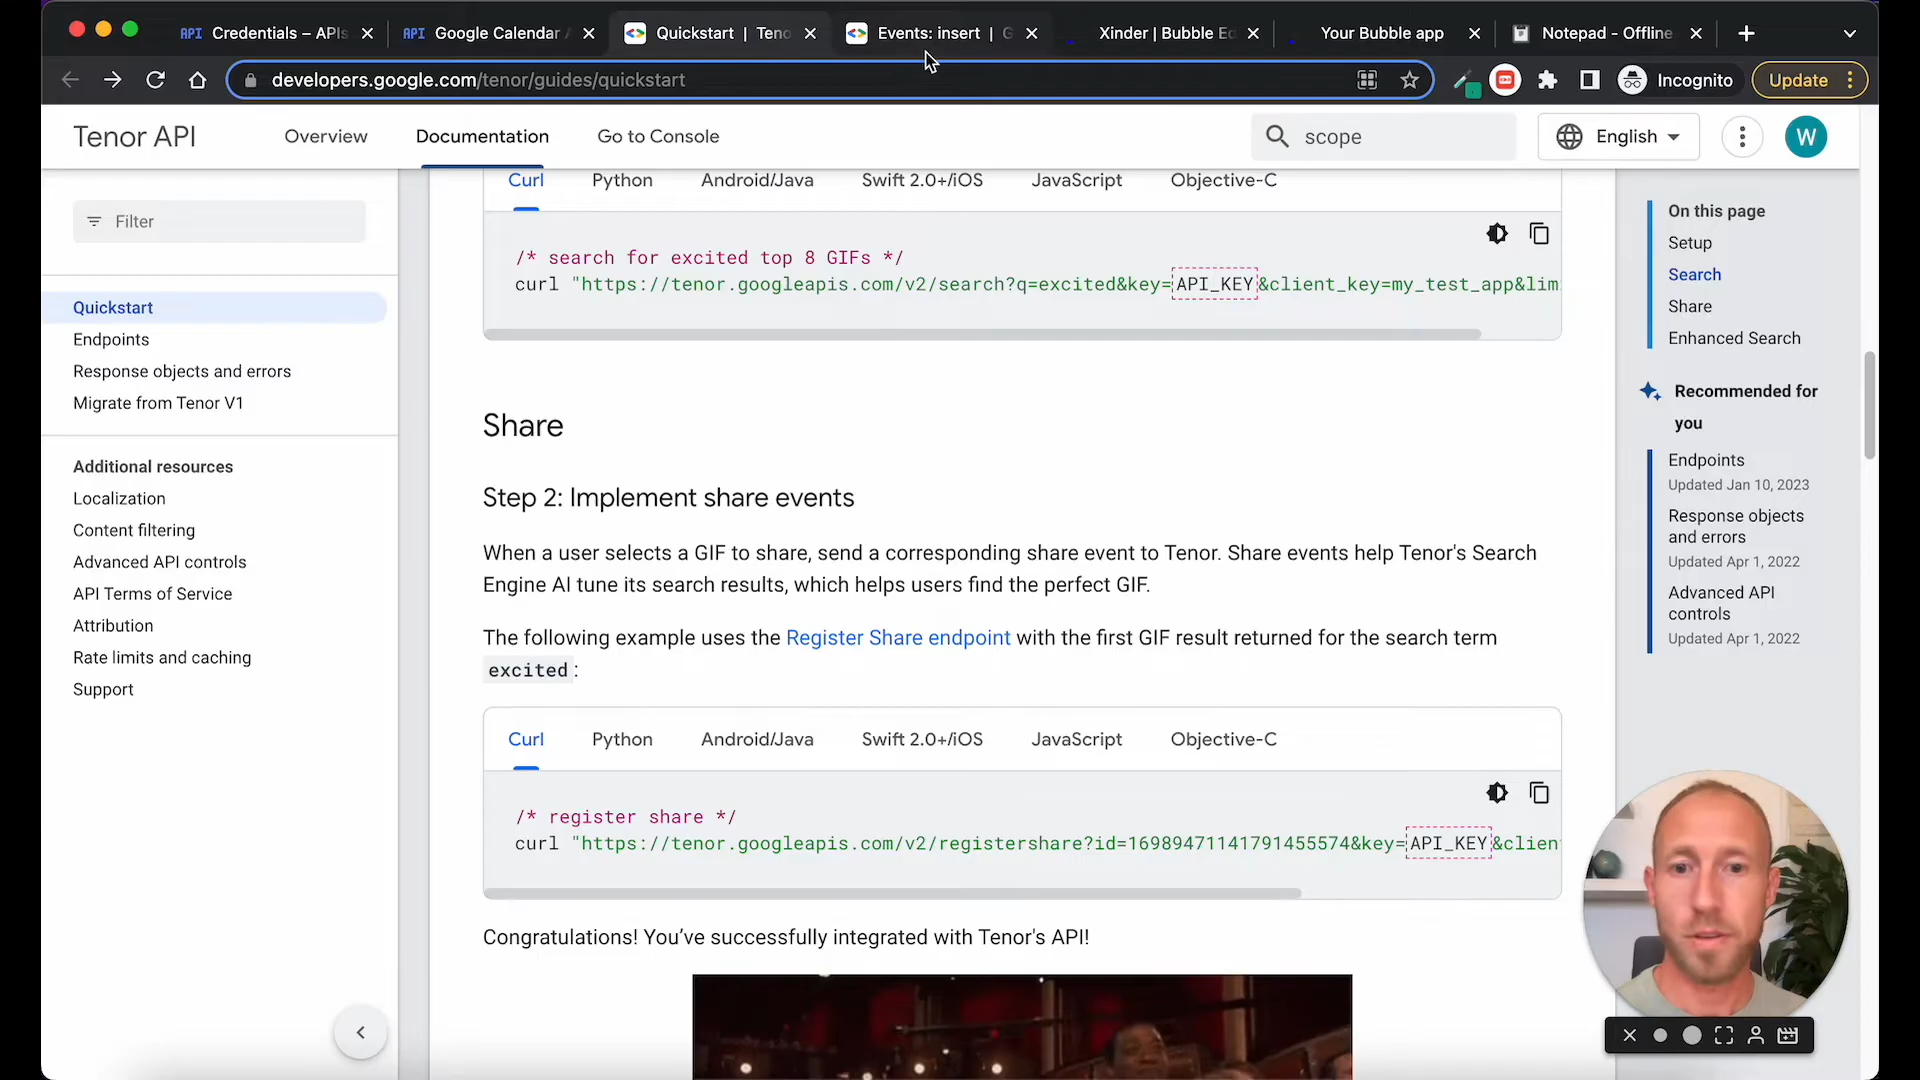 API Credentials – APIs
API Google Calendar A
Quickstart | Teno
Events: insert | G
Xinder | Bubble Ed
Your Bubble app
Notepad - Offline
developers.google.com/tenor/guides/quickstart
Incognito
Update
Tenor API
Overview
Documentation
Go to Console
scope
English
W
Filter
Quickstart
Endpoints
Response objects and errors
Migrate from Tenor V1
Additional resources
Localization
Content filtering
Advanced API controls
API Terms of Service
Attribution
Rate limits and caching
Support
Curl Python Android/Java Swift 2.0+/iOS JavaScript Objective-C
/* search for excited top 8 GIFs */
curl "https://tenor.googleapis.com/v2/search?q=excited&key=API_KEY&client_key=my_test_app&lim
Share
Step 2: Implement share events
When a user selects a GIF to share, send a corresponding share event to Tenor. Share events help Tenor's Search
Engine AI tune its search results, which helps users find the perfect GIF.
The following example uses the Register Share endpoint with the first GIF result returned for the search term
excited:
Curl Python Android/Java Swift 2.0+/iOS JavaScript Objective-C
/* register share */
curl "https://tenor.googleapis.com/v2/registershare?id=16989471141791455574&key=API_KEY&clien
Congratulations! You've successfully integrated with Tenor's API!
On this page
Setup
Search
Share
Enhanced Search
Recommended for
you
Endpoints
Updated Jan 10, 2023
Response objects
and errors
Updated Apr 1, 2022
Advanced API
controls
Updated Apr 1, 2022